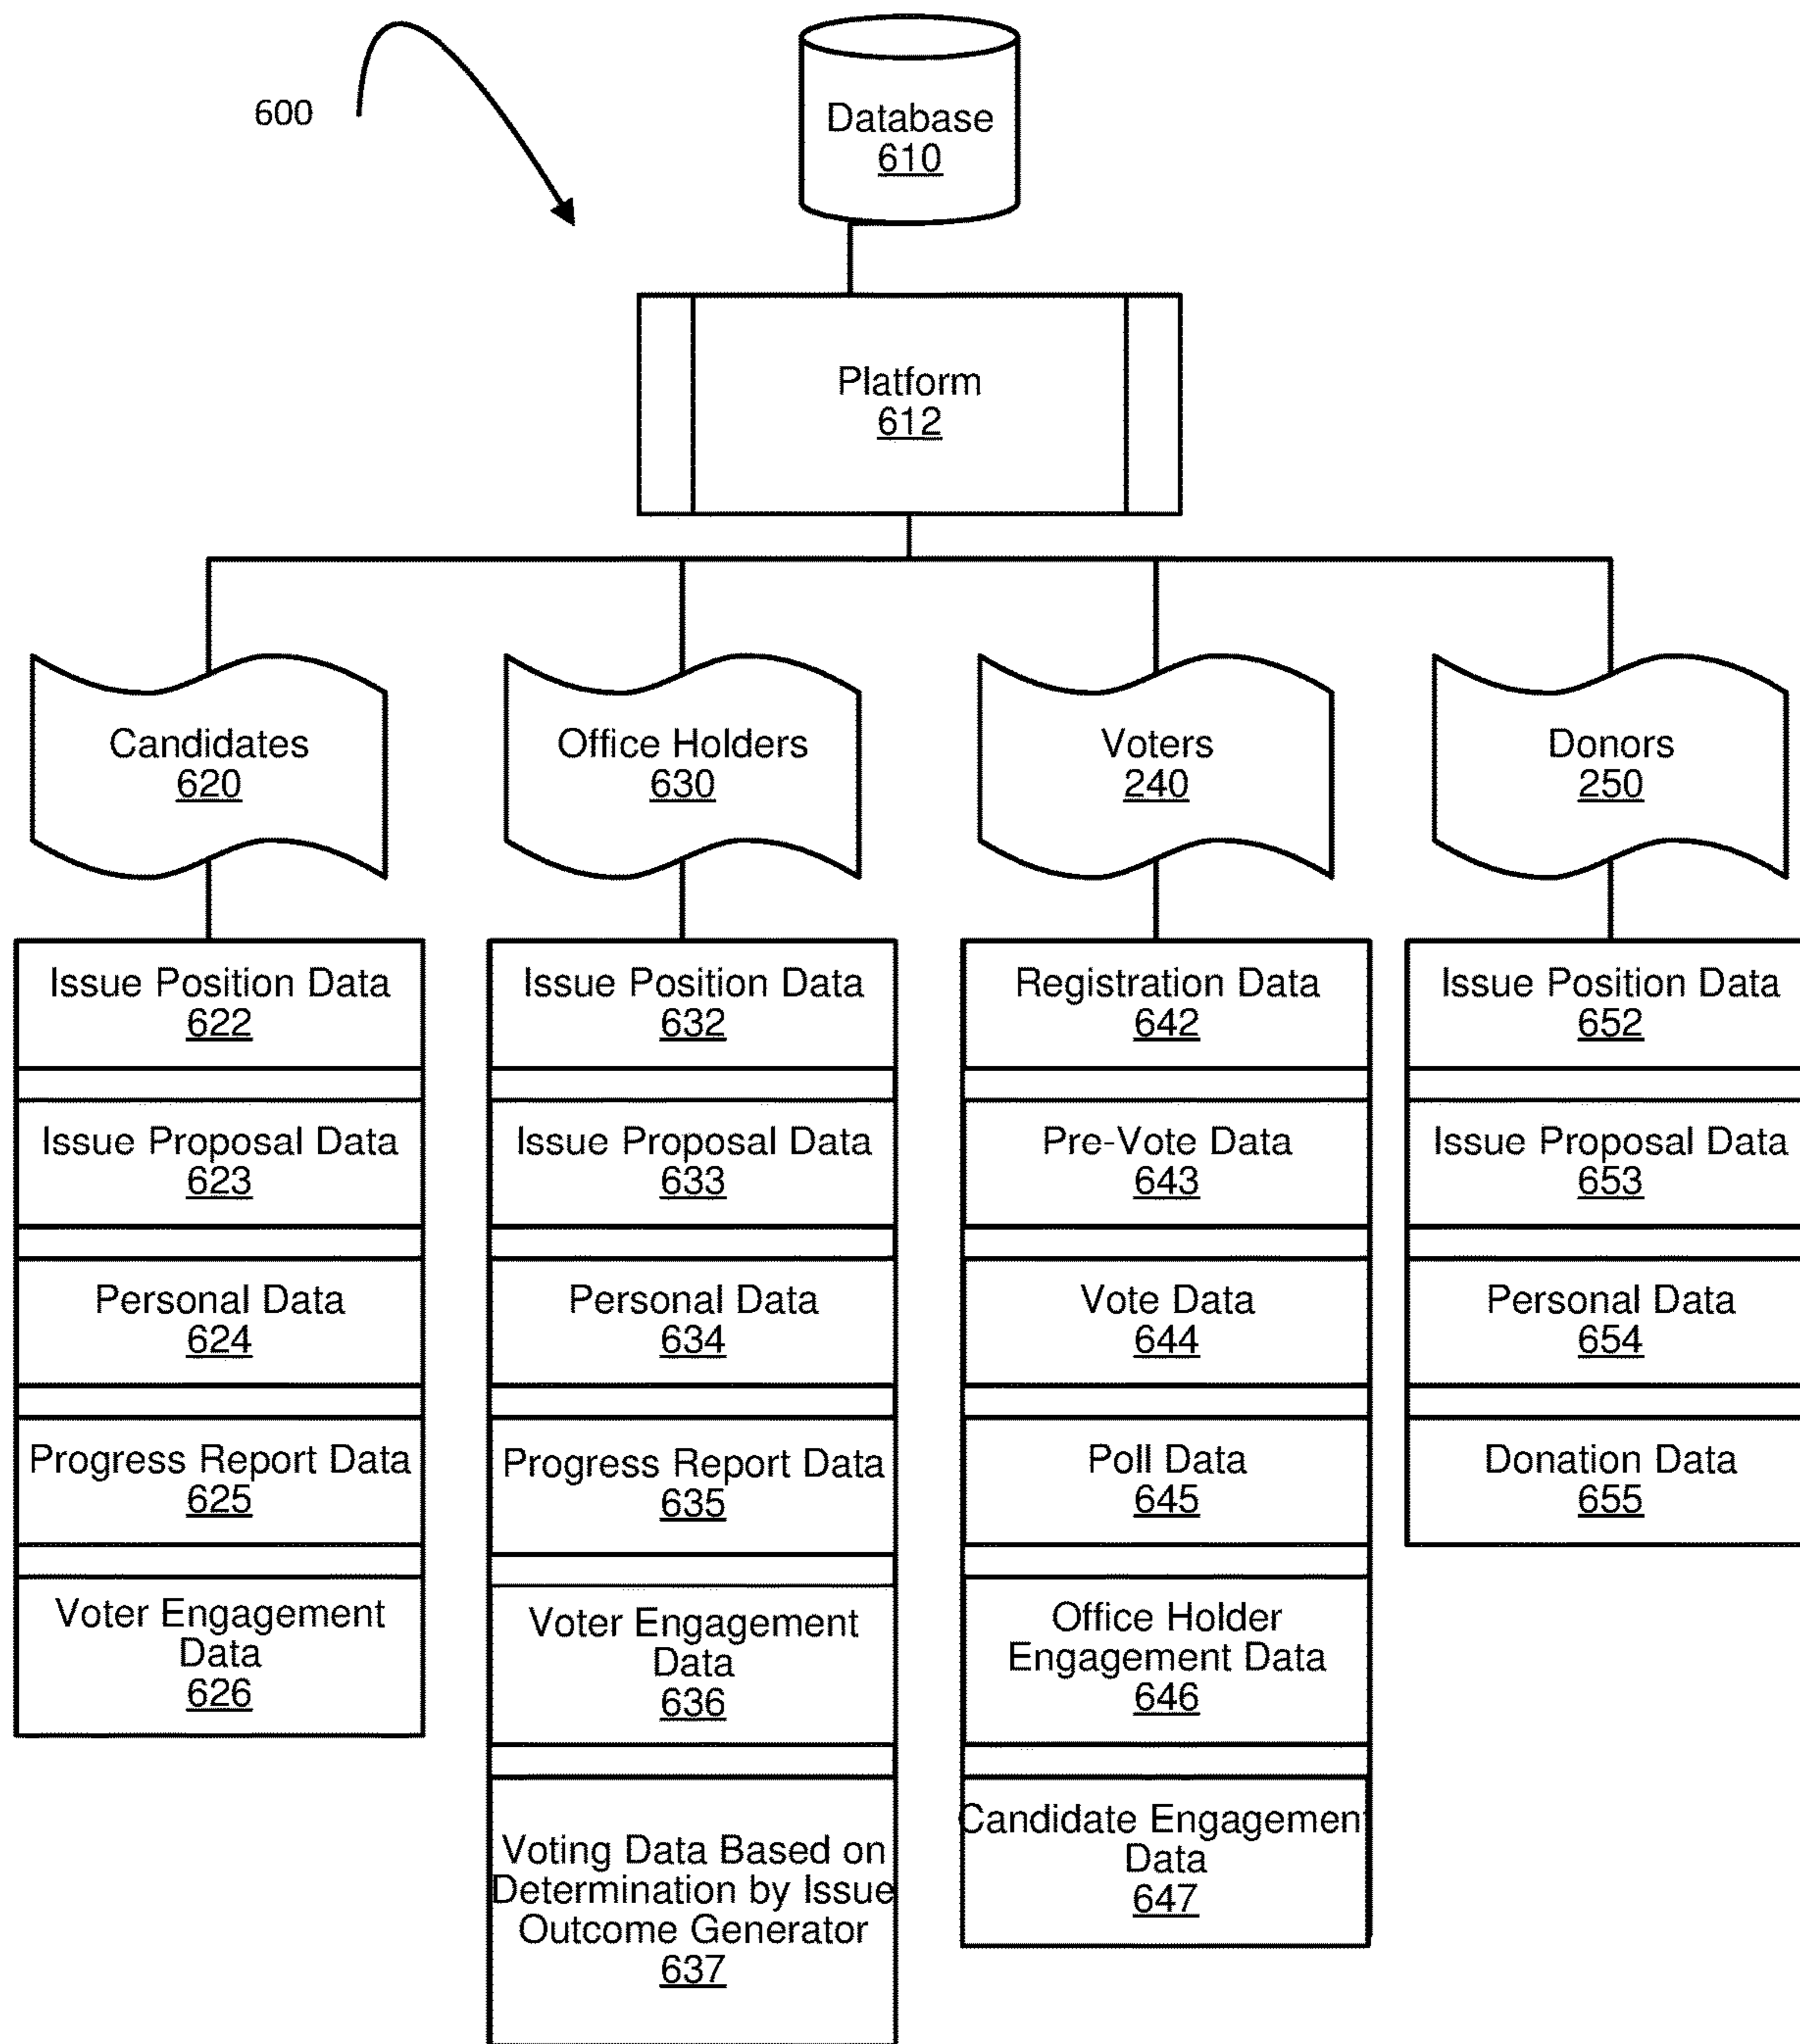 600
Database
610
Platform
612
Candidates
620
Office Holders
630
Voters
240
Donors
250
Issue Position Data
622
Issue Proposal Data
623
Personal Data
624
Progress Report Data
625
Voter Engagement
Data
626
Issue Position Data
632
Issue Proposal Data
633
Personal Data
634
Progress Report Data
635
Voter Engagement
Data
636
Voting Data Based on
Determination by Issue
Outcome Generator
637
Registration Data
642
Pre-Vote Data
643
Vote Data
644
Poll Data
645
Office Holder
Engagement Data
646
Candidate Engagement
Data
647
Issue Position Data
652
Issue Proposal Data
653
Personal Data
654
Donation Data
655